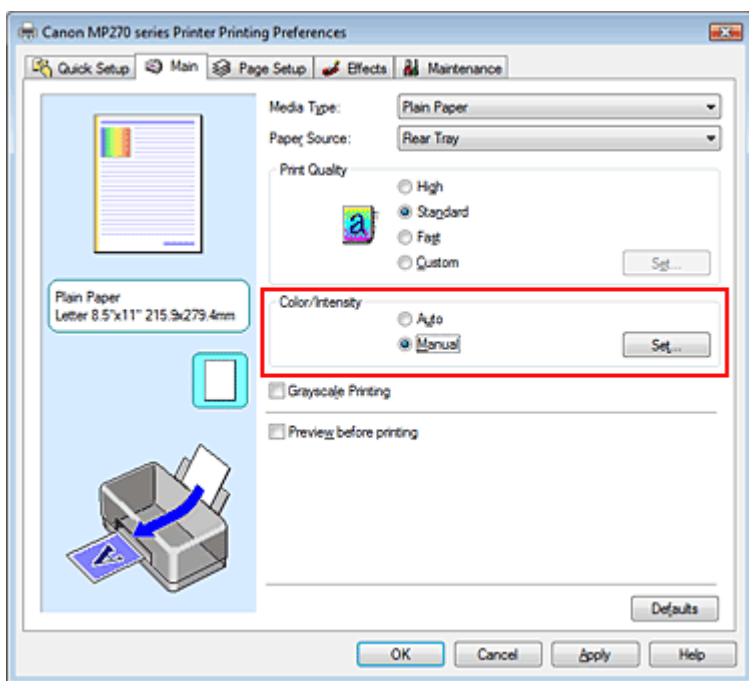 Canon MP270 series Printer Printing Preferences
Quick Setup Main Page Setup Effects Maintenance
Media Type: Plain Paper
Paper Source: Rear Tray
Print Quality
High
a Standard
Fast
Custom Set...
Plain Paper
Letter 8.5"x11" 215.9x279.4mm
Color/Intensity
Auto
Manual Set...
Grayscale Printing
Preview before printing
A
Defaults
OK Cancel Apply Help